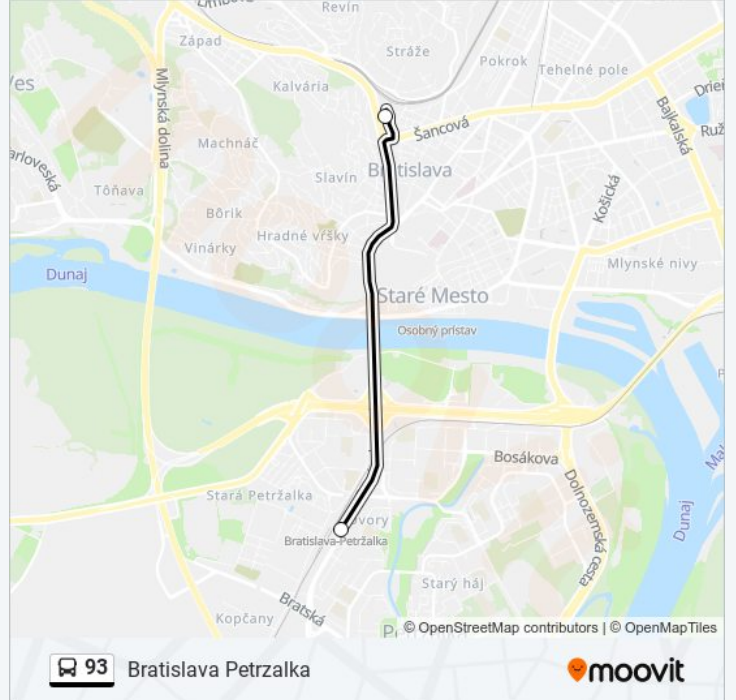 Revín
Západ
Stráže
Pokrok
Tehelné pole
Kalvária
Mlynská dolina
Bajkalská
Šancová
Machnáč
Bratislava
Slavín
Tôňava
Košická
Bôrik
Hradné vŕšky
Vinárky
Mlynské nivy
Dunaj
Staré Mesto
Osobný prístav
Bosákova
Stará Petržalka
Dolnozemská cesta
Dunaj
Bratislava-Petržalka
Starý háj
Bratská
Kopčany
© OpenStreetMap contributors | © OpenMapTiles
93 Bratislava Petrzalka
moovit